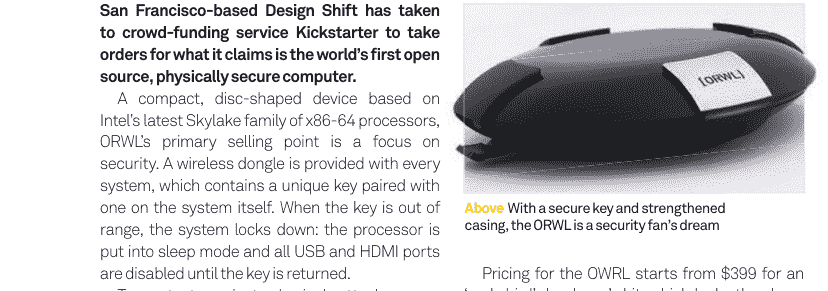 San Francisco-based Design Shift has taken
to crowd-funding service Kickstarter to take
orders for what it claims is the world's first open
source, physically secure computer.
A compact, disc-shaped device based on
Intel's latest Skylake family of x86-64 processors,
ORWL's primary selling point is a focus on
security. A wireless dongle is provided with every
system, which contains a unique key paired with
one on the system itself. When the key is out of
range, the system locks down: the processor is
put into sleep mode and all USB and HDMI ports
are disabled until the key is returned.
[ORWL]
Above With a secure key and strengthened
casing, the ORWL is a security fan's dream
Pricing for the OWRL starts from $399 for an